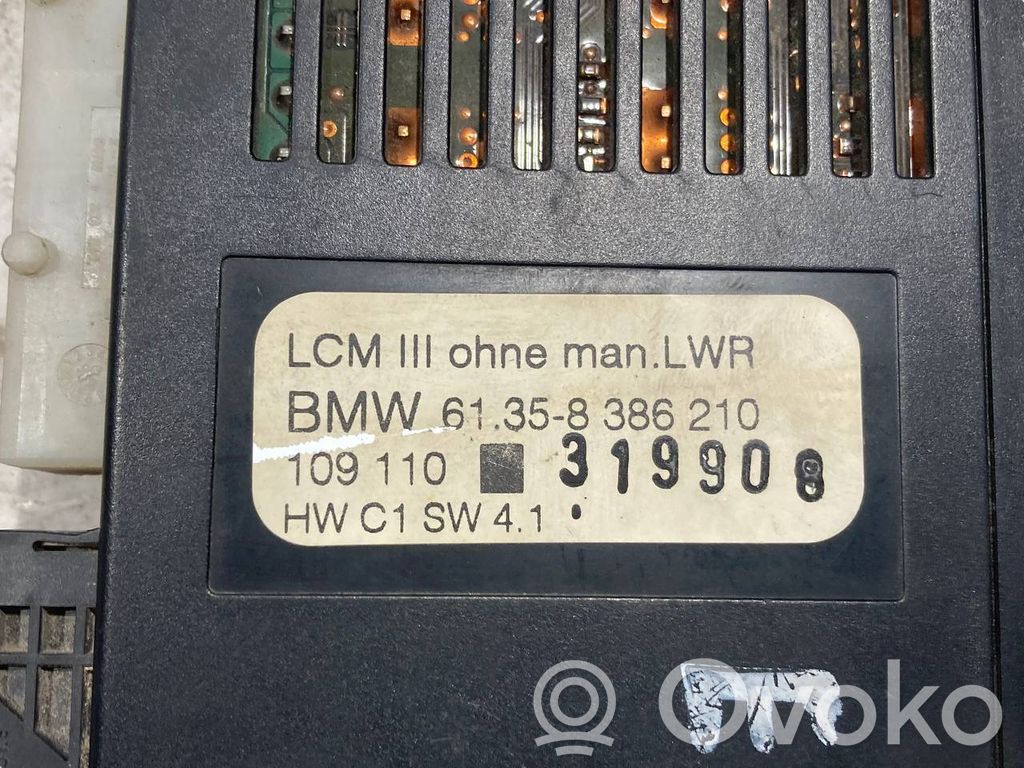 LCM III ohne man.LWR
BMW 61.35-8 386 210
109 110 319908
HW C1 SW 4.1
Ovoko